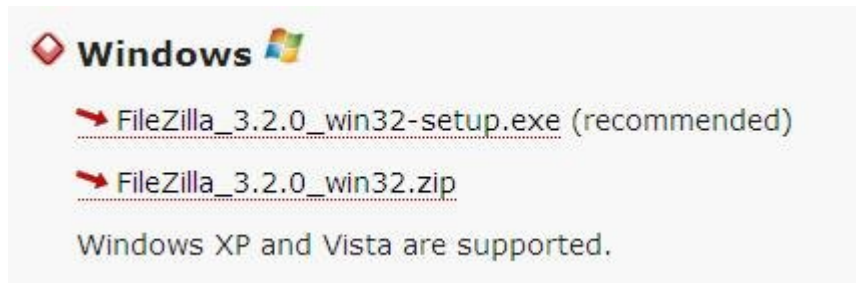 Windows
FileZilla_3.2.0_win32-setup.exe (recommended)
FileZilla_3.2.0_win32.zip
Windows XP and Vista are supported.